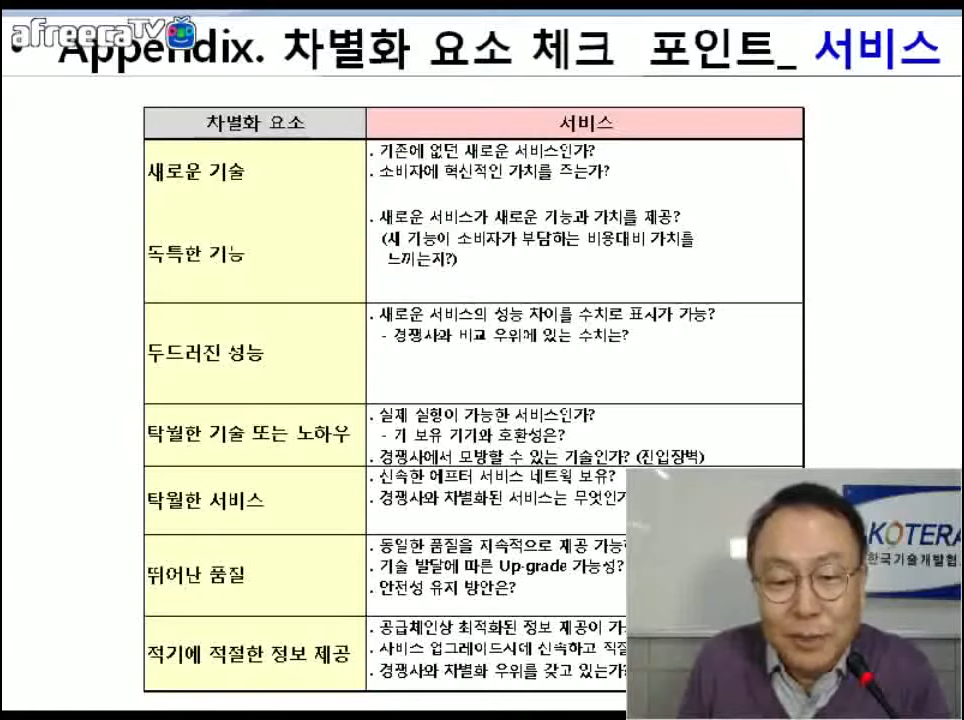 afreecaTV
• Appendix. 차별화 요소 체크 포인트_ 서비스
차별화 요소
서비스
새로운 기술
. 기존에 없던 새로운 서비스인가?
. 소비자에 혁신적인 가치를 주는가?
독특한 기능
. 새로운 서비스가 새로운 기능과 가치를 제공?
(새 기능이 소비자가 부담하는 비용대비 가치를
느끼는지?)
두드러진 성능
. 새로운 서비스의 성능 차이를 수치로 표시가 가능?
- 경쟁사와 비교 우위에 있는 수치는?
탁월한 기술 또는 노하우
. 실제 실행이 가능한 서비스인가?
- 기 보유 기기와 호환성은?
. 경쟁사에서 모방할 수 있는 기술인가? (진입장벽)
탁월한 서비스
. 신속한 에프터 서비스 네트웍 보유?
. 경쟁사와 차별화된 서비스는 무엇인가
뛰어난 품질
. 동일한 품질을 지속적으로 제공 가능
. 기술 발달에 따른 Up-grade 가능성?
. 안전성 유지 방안은?
적기에 적절한 정보 제공
. 공급체인상 최적화된 정보 제공이 가
. 서비스 업그레이드시에 신속하고 적절
. 경쟁사와 차별화 우위를 갖고 있는가
KOTERA
한국기술개발협